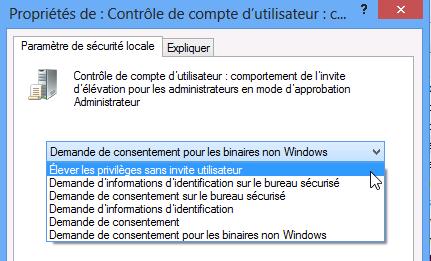 Propriétés de : Contrôle de compte d'utilisateur : c...
?
Paramètre de sécurité locale
Expliquer
Contrôle de compte d'utilisateur : comportement de l'invite
d'élévation pour les administrateurs en mode d'approbation
Administrateur
Demande de consentement pour les binaires non Windows
Élever les privilèges sans invite utilisateur
Demande d'informations d'identification sur le bureau sécurisé
Demande de consentement sur le bureau sécurisé
Demande d'informations d'identification
Demande de consentement
Demande de consentement pour les binaires non Windows